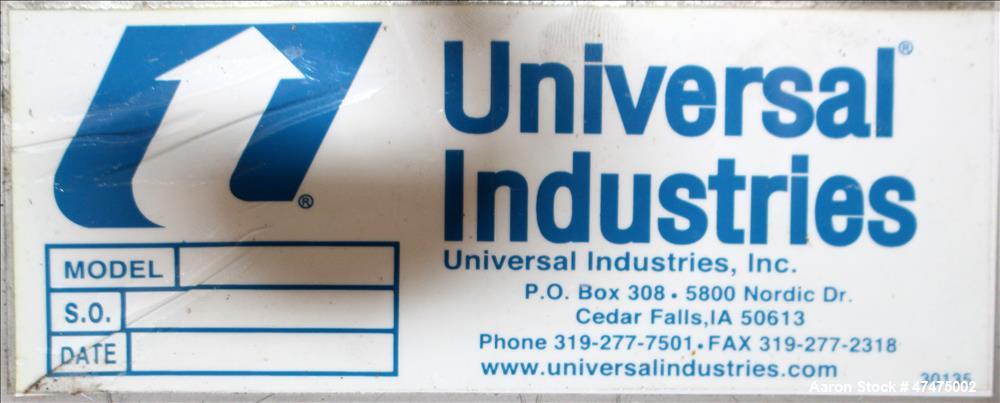 Universal®
Industries
®
Universal Industries, Inc.
P.O. Box 308 • 5800 Nordic Dr.
Cedar Falls,IA 50613
Phone 319-277-7501 • FAX 319-277-2318
www.universalindustries.com
MODEL
S.O.
DATE
30135
Aaron Stock # 47475002